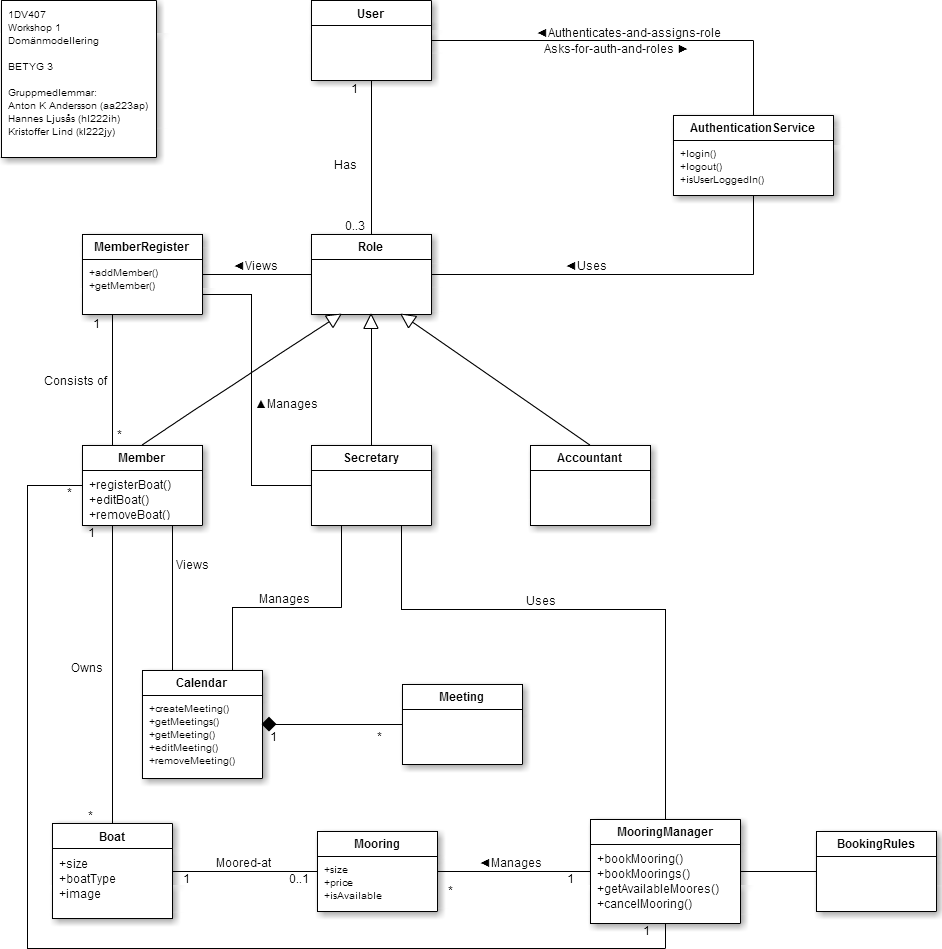 1DV407
Workshop 1
Domänmodellering
BETYG 3
Gruppmedlemmar:
Anton K Andersson (aa223ap)
Hannes Ljusås (hl222ih)
Kristoffer Lind (kl222jy)
User
◄Authenticates-and-assigns-role
Asks-for-auth-and-roles ►
1
AuthenticationService
+login()
+logout()
+isUserLoggedIn()
Has
0..3
MemberRegister
+addMember()
+getMember()
◄Views
Role
◄Uses
1
Consists of
▲Manages
*
Member
+registerBoat()
+editBoat()
+removeBoat()
Secretary
Accountant
*
1
Views
Manages
Uses
Owns
Calendar
+createMeeting()
+getMeetings()
+getMeeting()
+editMeeting()
+removeMeeting()
1
*
Meeting
*
Boat
+size
+boatType
+image
Moored-at
1
0..1
Mooring
+size
+price
+isAvailable
◄Manages
*
1
MooringManager
+bookMooring()
+bookMoorings()
+getAvailableMoores()
+cancelMooring()
BookingRules
1